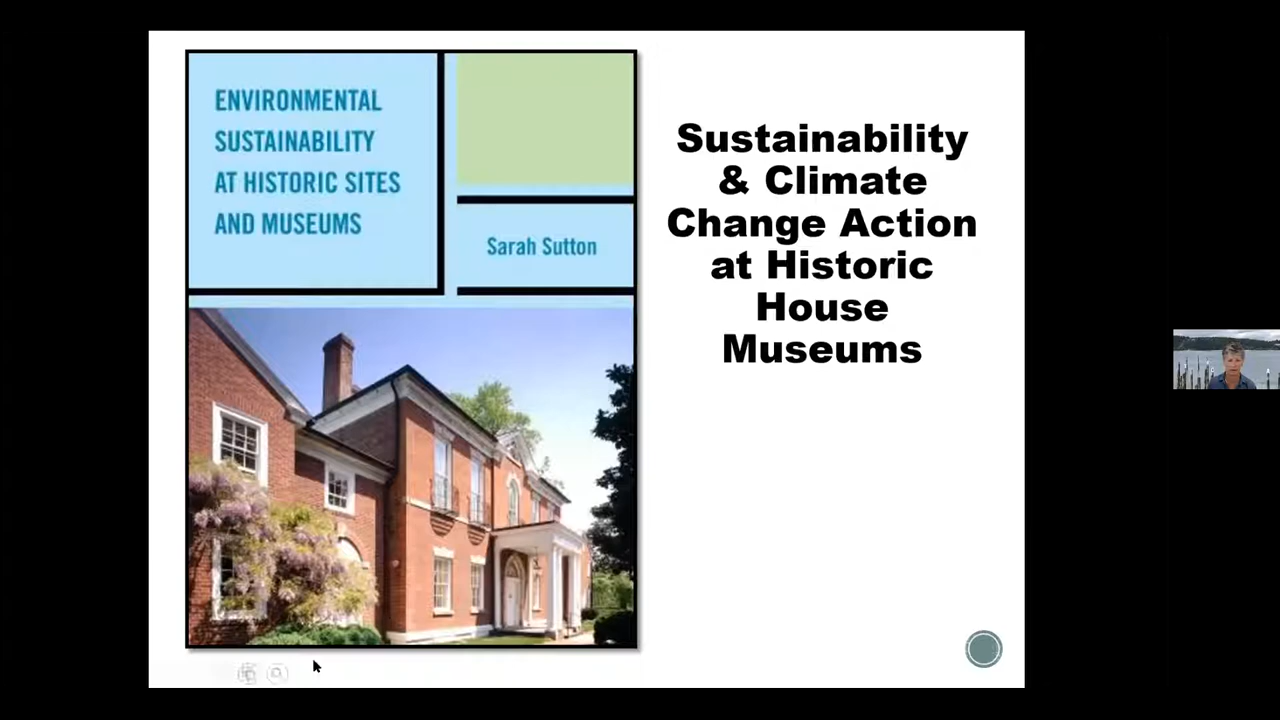 ENVIRONMENTAL
SUSTAINABILITY
AT HISTORIC SITES
AND MUSEUMS
Sarah Sutton
Sustainability
& Climate
Change Action
at Historic
House
Museums